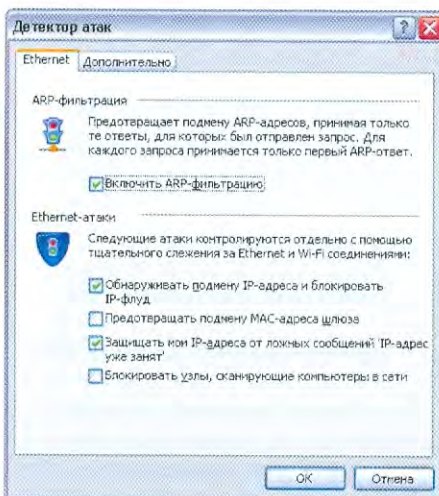 Детектор атак
Ethernet Дополнительно
ARP-фильтрация
Предотвращает подмену ARP-адресов, принимая только
те ответы, для которых был отправлен запрос. Для
каждого запроса принимается только первый ARP-ответ.
Включить ARP-фильтрацию
Ethernet-атаки
Следующие атаки контролируются отдельно с помощью
тщательного слежения за Ethernet и Wi-Fi соединениями:
Обнаруживать подмену IP-адреса и блокировать
IP-флуд
Предотвращать подмену MAC-адреса шлюза
Защищать мои IP-адреса от ложных сообщений 'IP-адрес
уже занят'
Блокировать узлы, сканирующие компьютеры в сети
ОК Отмена